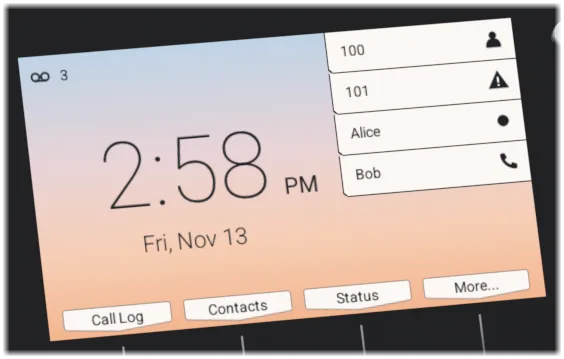 3
100
101
Alice
Bob
2:58 PM
Fri, Nov 13
Call Log
Contacts
Status
More...